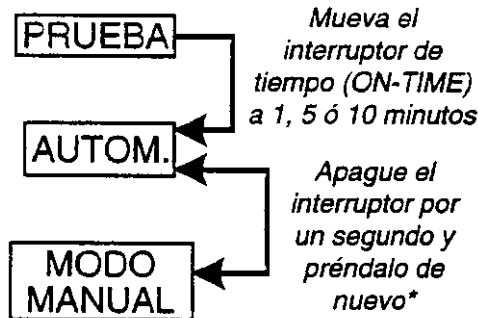 PRUEBA
Mueva el
interruptor de
tiempo (ON-TIME)
a 1, 5 ó 10 minutos
AUTOM.
Apague el
interruptor por
un segundo y
préndalo de
nuevo*
MODO
MANUAL